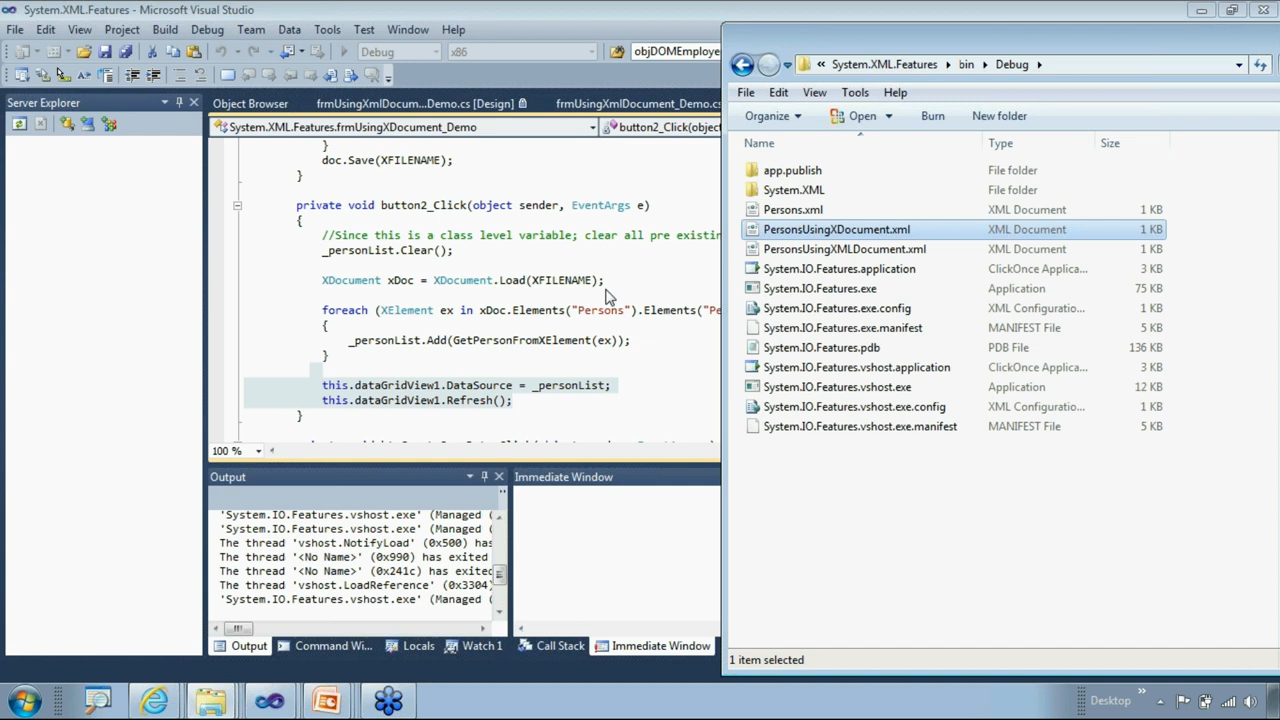 System.XML.Features - Microsoft Visual Studio
File Edit View Project Build Debug Team Data Tools Test Window Help
Debug x86 objDOMEmploye
Server Explorer
Object Browser frmUsingXmlDocum...Demo.cs [Design] frmUsingXmlDocument_Demo.cs
System.XML.Features.frmUsingXDocument_Demo button2_Click(object
}
doc.Save(XFILENAME);
}
private void button2_Click(object sender, EventArgs e)
{
//Since this is a class level variable; clear all pre existin
_personList.Clear();
XDocument xDoc = XDocument.Load(XFILENAME);
foreach (XElement ex in xDoc.Elements("Persons").Elements("Pe
{
_personList.Add(GetPersonFromXElement(ex));
}
this.dataGridView1.DataSource = _personList;
this.dataGridView1.Refresh();
}
100 %
Output
'System.IO.Features.vshost.exe' (Managed (
'System.IO.Features.vshost.exe' (Managed (
The thread 'vshost.NotifyLoad' (0x500) has
The thread '<No Name>' (0x990) has exited
The thread '<No Name>' (0x241c) has exited
The thread 'vshost.LoadReference' (0x3304)
'System.IO.Features.vshost.exe' (Managed (
Immediate Window
Output Command Wi... Locals Watch 1 Call Stack Immediate Window
« System.XML.Features bin Debug
File Edit View Tools Help
Organize Open Burn New folder
Name Type Size
app.publish File folder
System.XML File folder
Persons.xml XML Document 1 KB
PersonsUsingXDocument.xml XML Document 1 KB
PersonsUsingXMLDocument.xml XML Document 1 KB
System.IO.Features.application ClickOnce Applica... 3 KB
System.IO.Features.exe Application 75 KB
System.IO.Features.exe.config XML Configuratio... 1 KB
System.IO.Features.exe.manifest MANIFEST File 5 KB
System.IO.Features.pdb PDB File 136 KB
System.IO.Features.vshost.application ClickOnce Applica... 3 KB
System.IO.Features.vshost.exe Application 12 KB
System.IO.Features.vshost.exe.config XML Configuratio... 1 KB
System.IO.Features.vshost.exe.manifest MANIFEST File 5 KB
1 item selected
Desktop